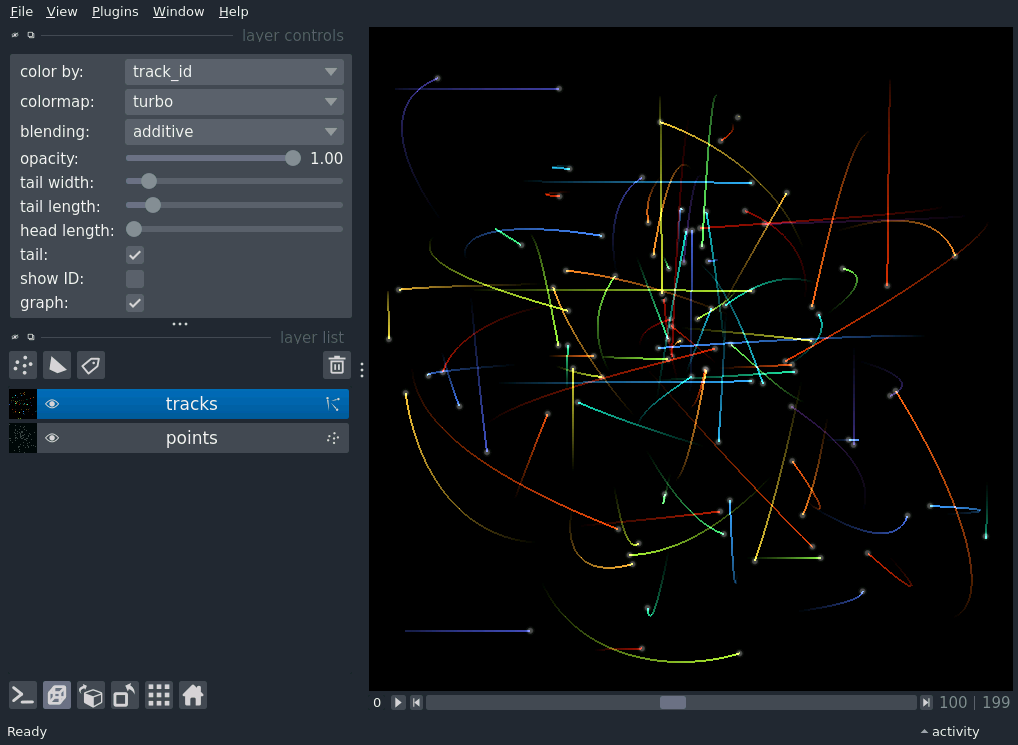 File View Plugins Window Help
layer controls
color by: track_id
colormap: turbo
blending: additive
opacity: 1.00
tail width:
tail length:
head length:
tail:
show ID:
graph:
layer list
tracks
points
0 100 | 199
Ready activity